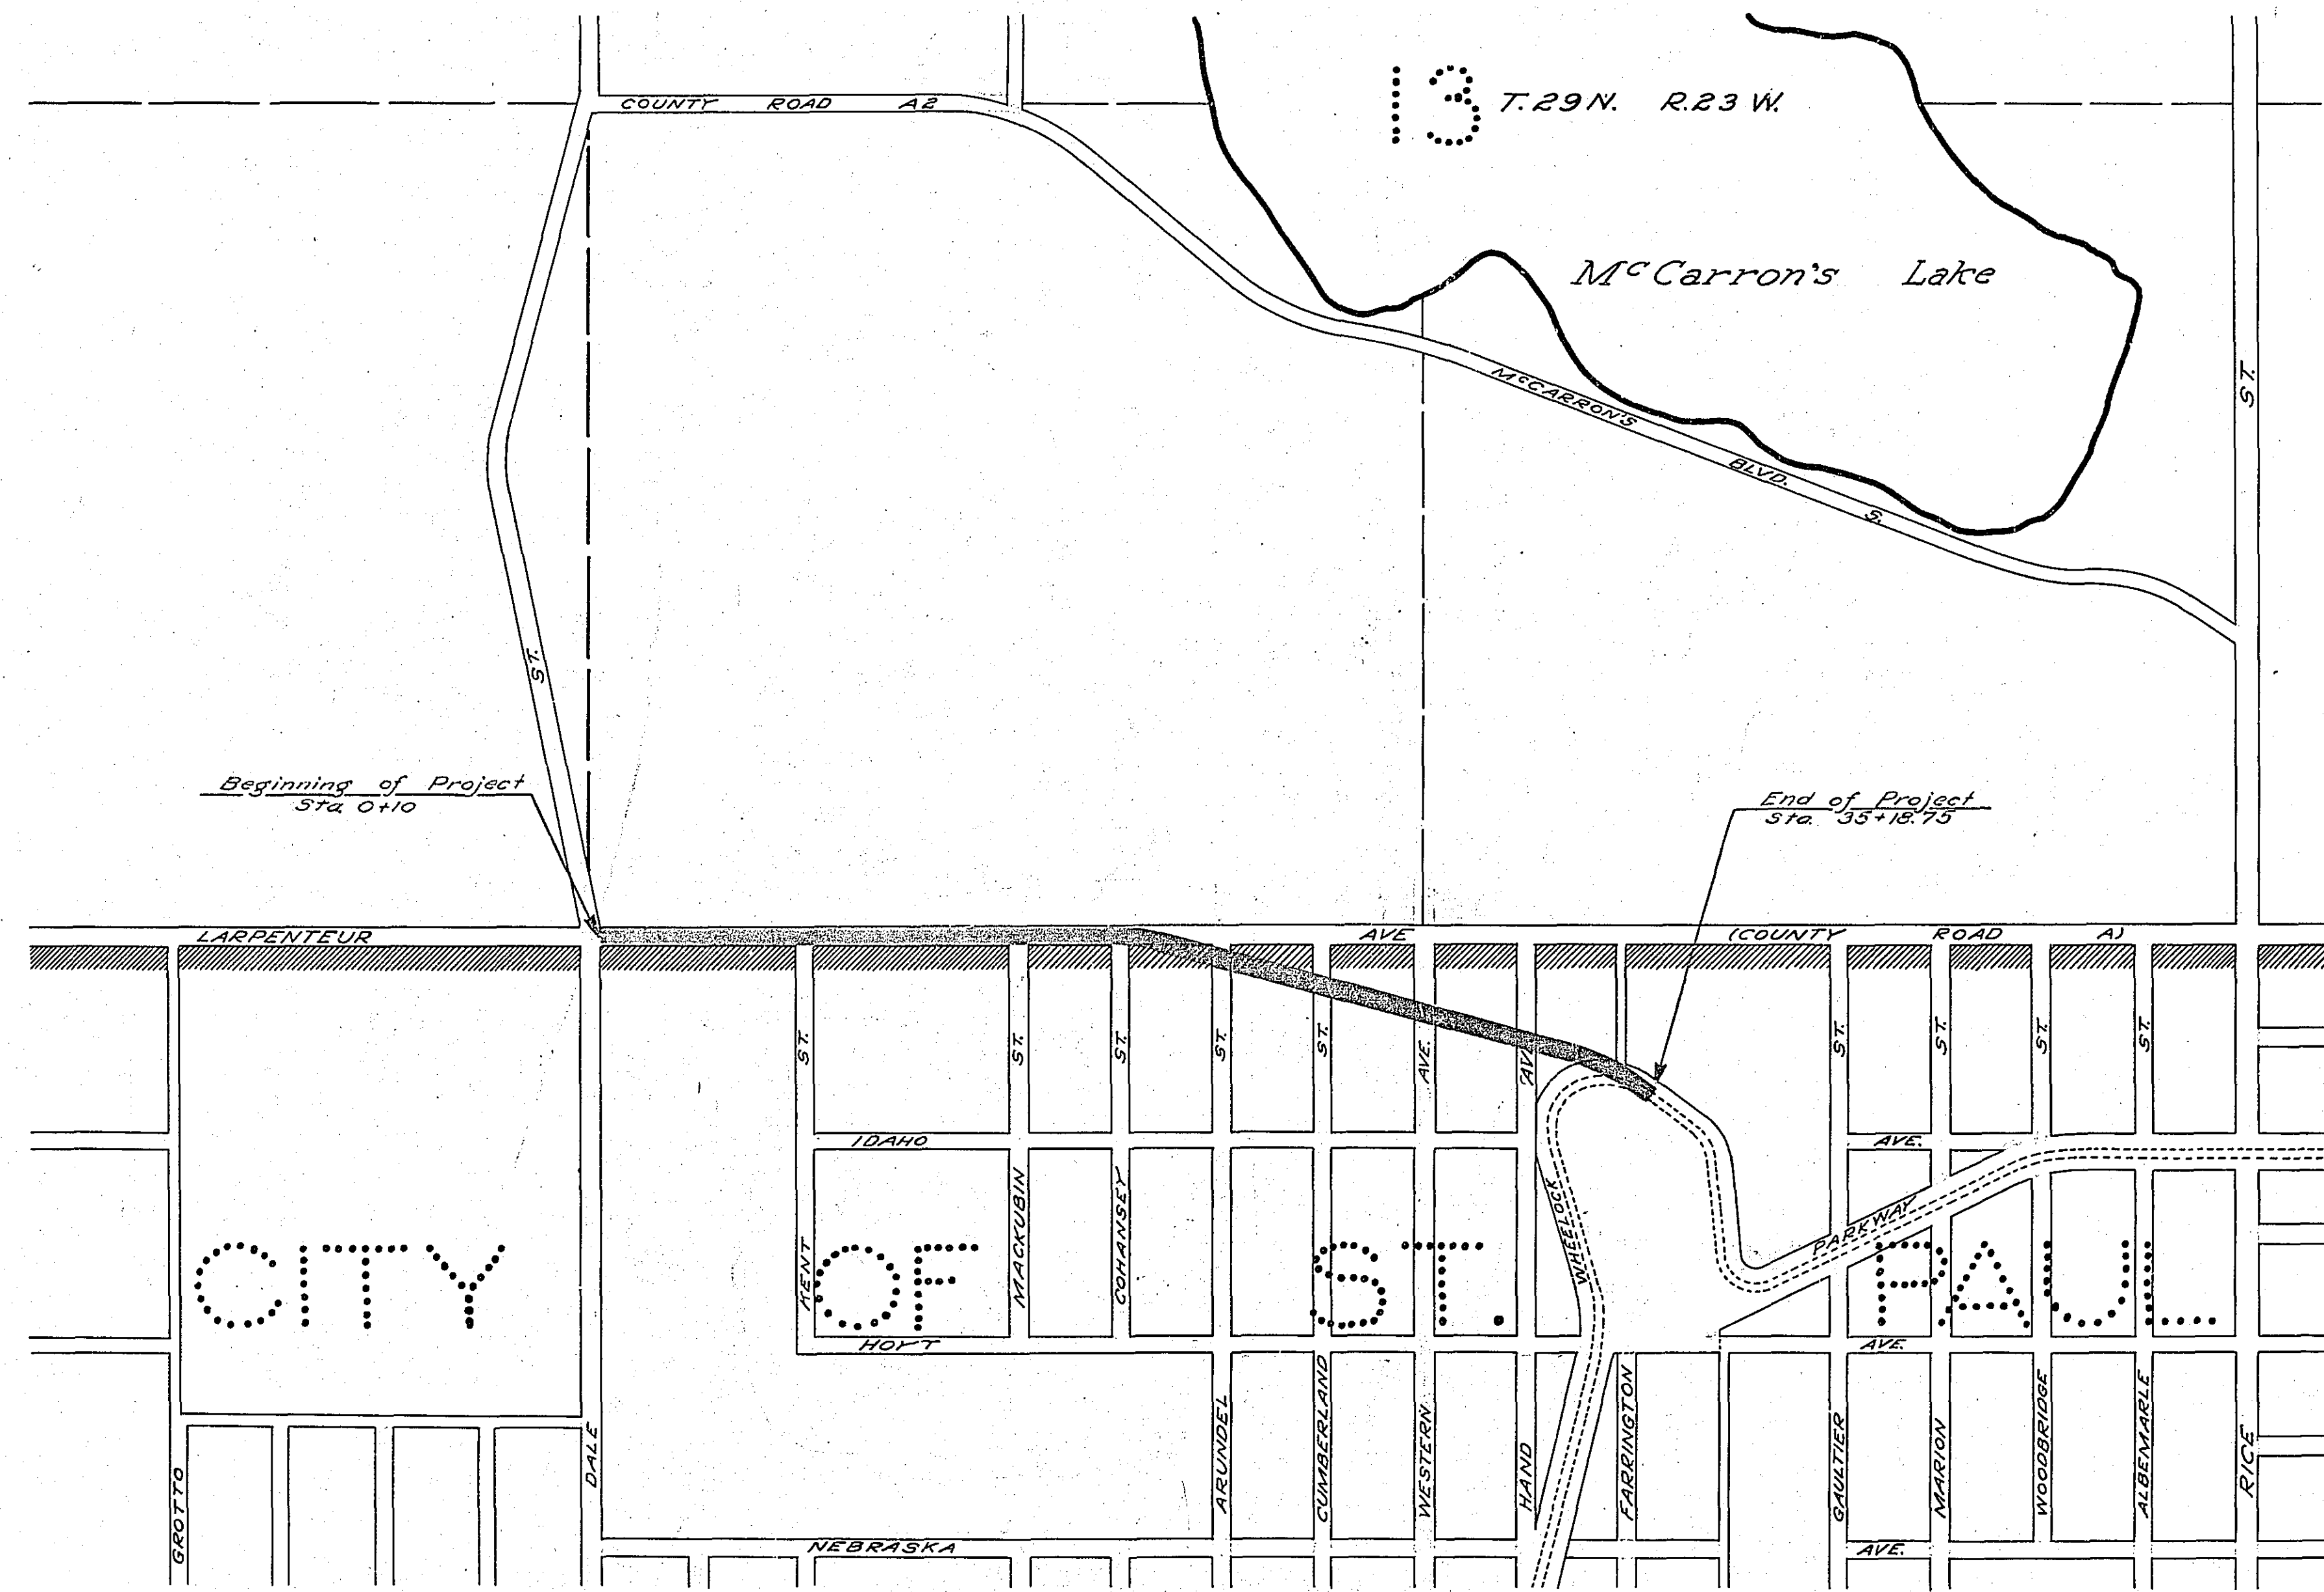 COUNTY ROAD A2
13 T.29N. R.23 W.
McCarron's Lake
ST.
McCARRON'S BLVD. S.
ST.
Beginning of Project
Sta. 0+10
End of Project
Sta. 35+18.75
LARPENTEUR AVE (COUNTY ROAD A)
ST. ST. ST. ST. ST. AVE. AVE. ST. ST. ST. ST.
IDAHO AVE.
KENT MACKUBIN COHANSEY WHEELOCK PARKWAY
CITY OF ST. PAUL
HOYT AVE.
GROTTO DALE ARUNDEL CUMBERLAND WESTERN HAND FARRINGTON GAULTIER MARION WOODBRIDGE ALBEMARLE RICE
NEBRASKA AVE.